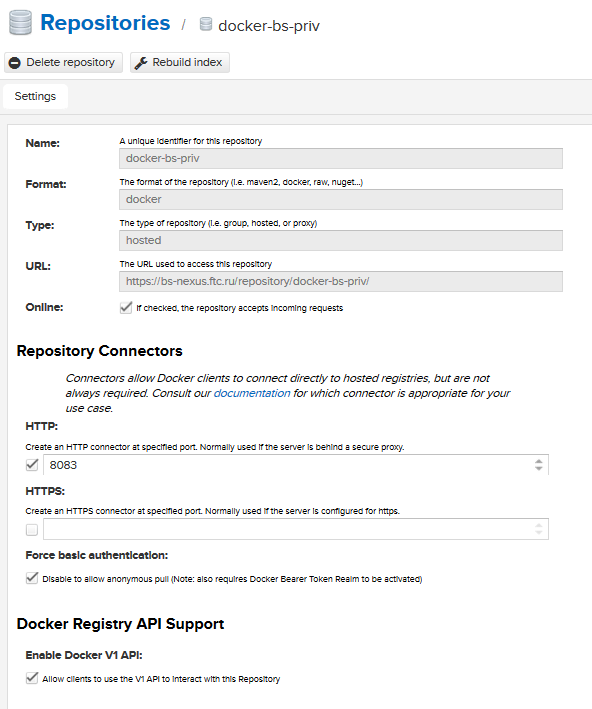 Repositories / docker-bs-priv
Delete repository Rebuild index
Settings
Name: A unique identifier for this repository
docker-bs-priv
Format: The format of the repository (i.e. maven2, docker, raw, nuget...)
docker
Type: The type of repository (i.e. group, hosted, or proxy)
hosted
URL: The URL used to access this repository
https://bs-nexus.ftc.ru/repository/docker-bs-priv/
Online: If checked, the repository accepts incoming requests
Repository Connectors
Connectors allow Docker clients to connect directly to hosted registries, but are not
always required. Consult our documentation for which connector is appropriate for your
use case.
HTTP:
Create an HTTP connector at specified port. Normally used if the server is behind a secure proxy.
8083
HTTPS:
Create an HTTPS connector at specified port. Normally used if the server is configured for https.
Force basic authentication:
Disable to allow anonymous pull (Note: also requires Docker Bearer Token Realm to be activated)
Docker Registry API Support
Enable Docker V1 API:
Allow clients to use the V1 API to interact with this Repository